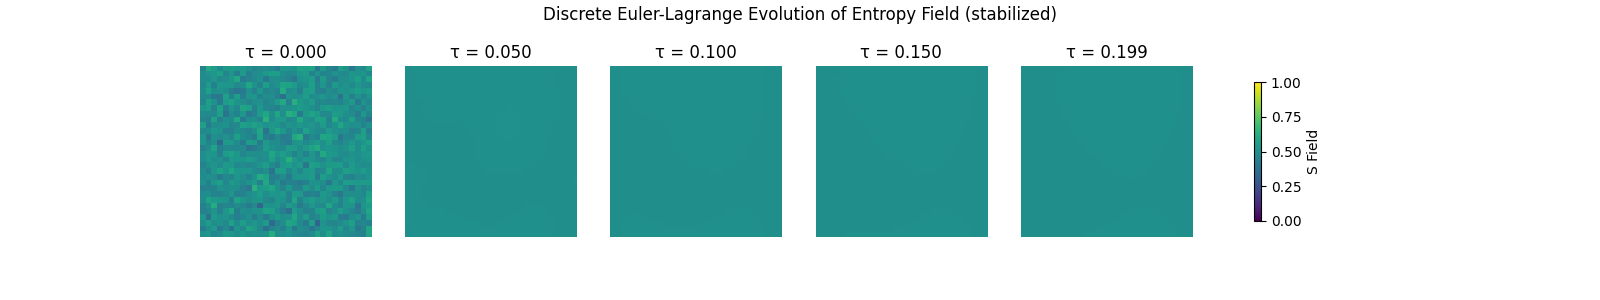 Discrete Euler-Lagrange Evolution of Entropy Field (stabilized)
τ = 0.000
τ = 0.050
τ = 0.100
τ = 0.150
τ = 0.199
1.00
0.75
0.50
0.25
0.00
S Field